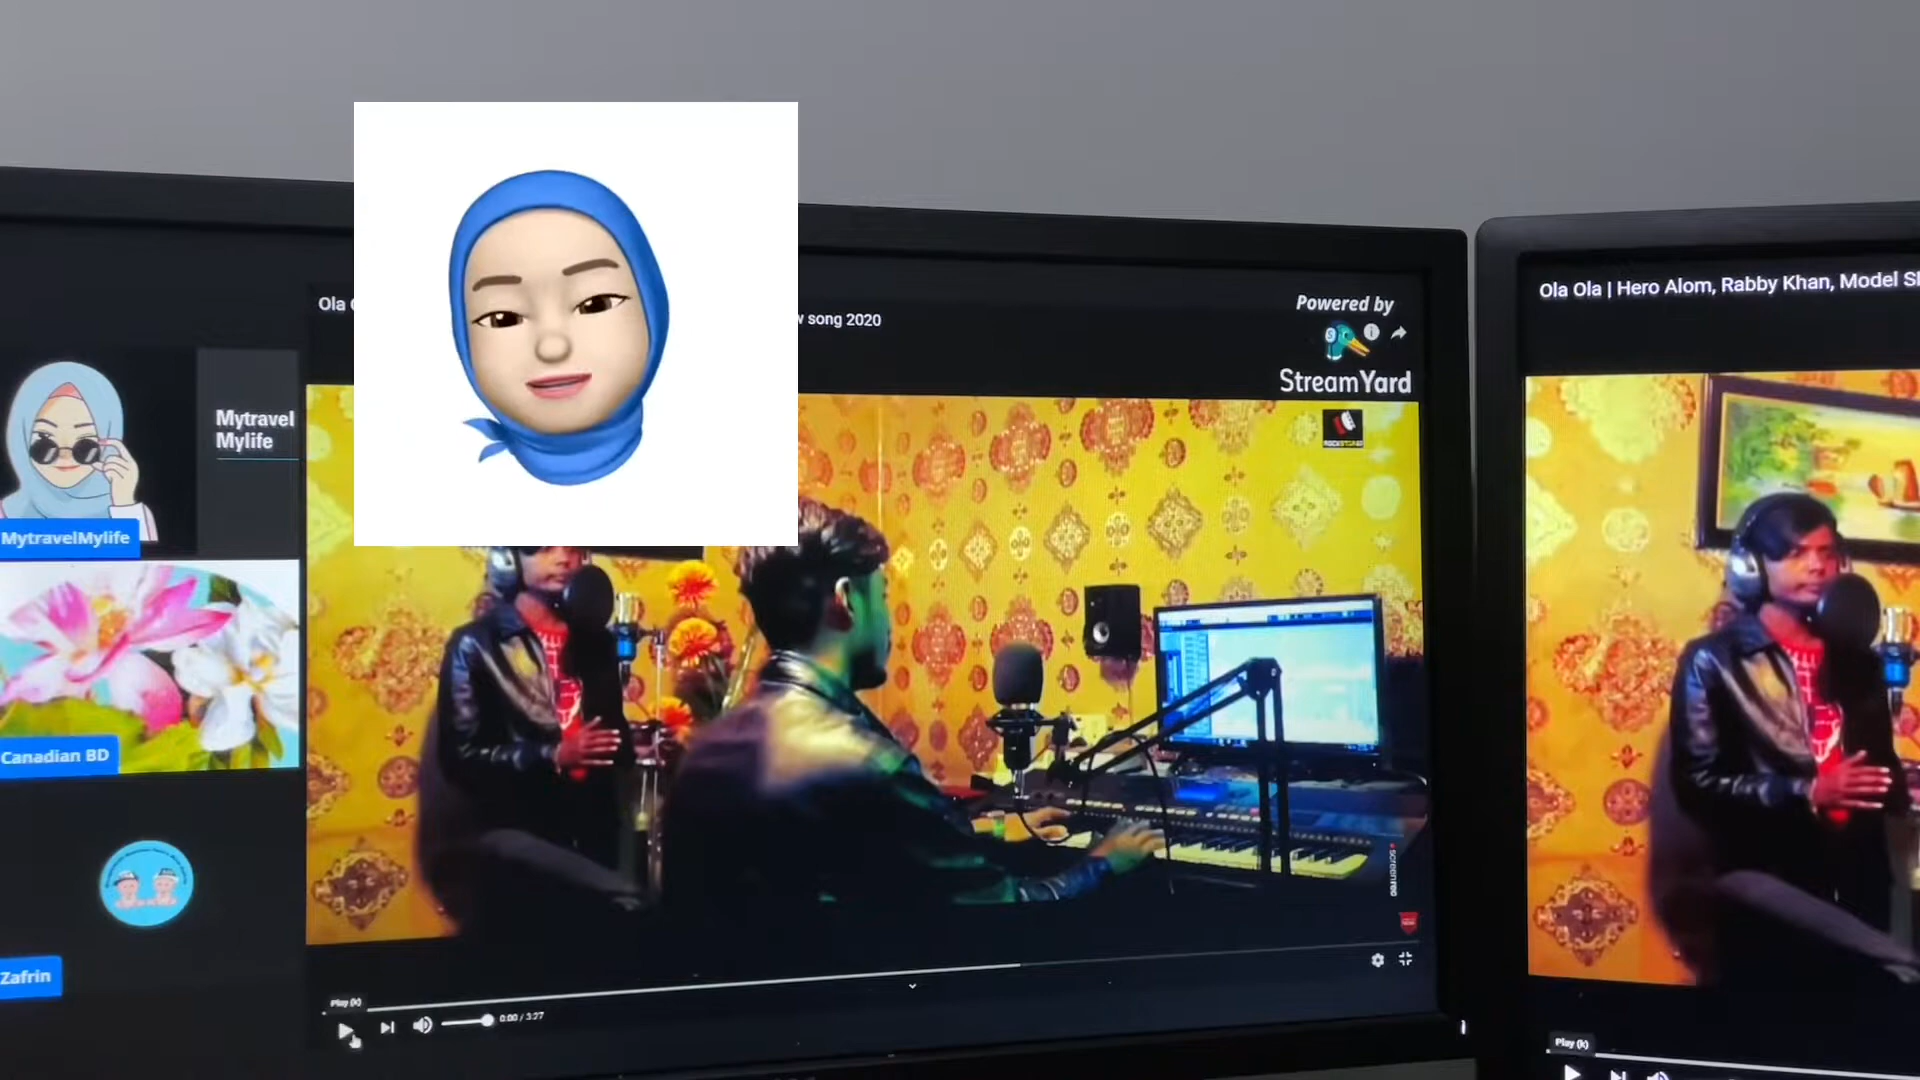 Ola
w song 2020
Powered by
StreamYard
Mytravel
Mylife
MytravelMylife
Canadian BD
Zafrin
Play (k)
0:00 / 3:27
screenrec
Ola Ola | Hero Alom, Rabby Khan, Model S
Play (k)